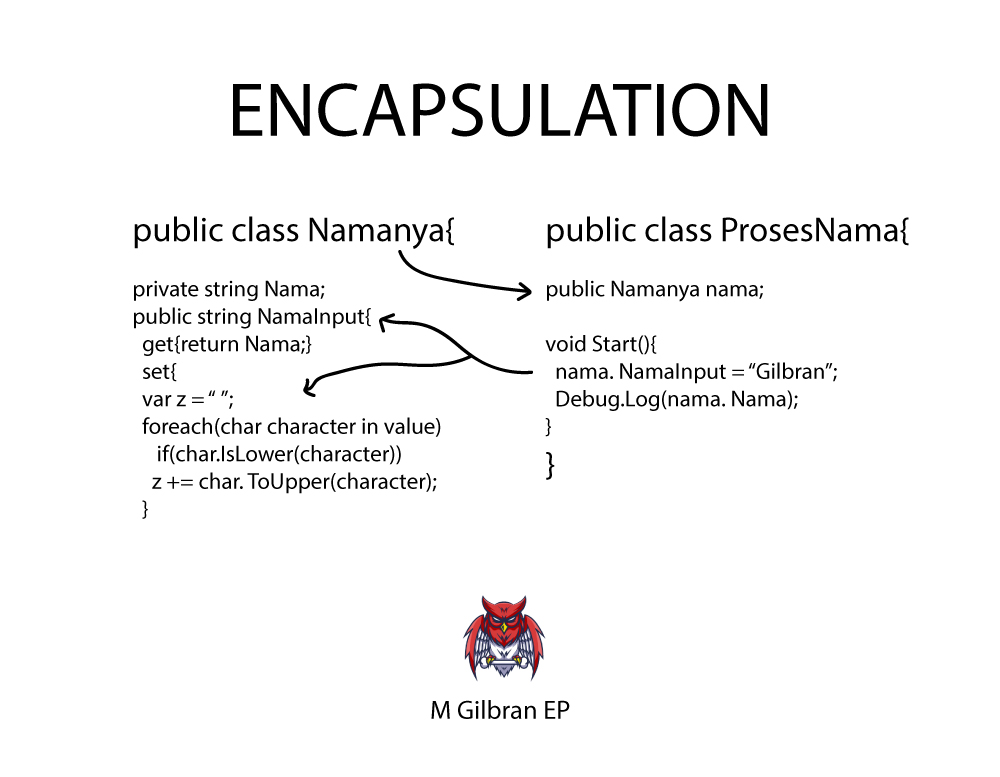 ENCAPSULATION
public class Namanya{
private string Nama;
public string NamaInput{
get{return Nama;}
set{
var z = “ ”;
foreach(char character in value)
if(char.IsLower(character))
z += char. ToUpper(character);
}
public class ProsesNama{
public Namanya nama;
void Start(){
nama. NamaInput = “Gilbran”;
Debug.Log(nama. Nama);
}
}
M Gilbran EP